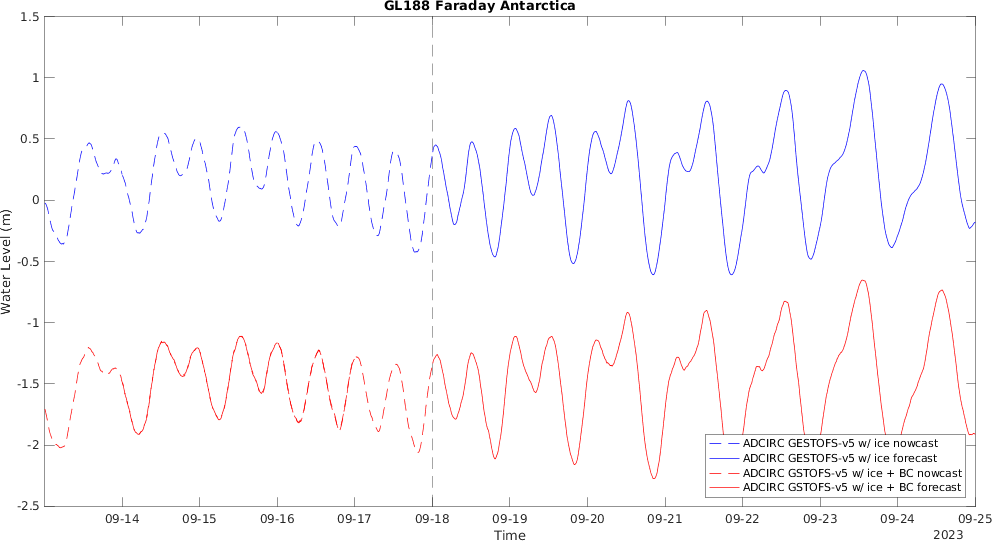 GL188 Faraday Antarctica
1.5
1
0.5
0
-0.5
-1
-1.5
-2
-2.5
Water Level (m)
ADCIRC GESTOFS-v5 w/ ice nowcast
ADCIRC GESTOFS-v5 w/ ice forecast
ADCIRC GSTOFS-v5 w/ ice + BC nowcast
ADCIRC GSTOFS-v5 w/ ice + BC forecast
09-14 09-15 09-16 09-17 09-18 09-19 09-20 09-21 09-22 09-23 09-24 09-25
Time
2023